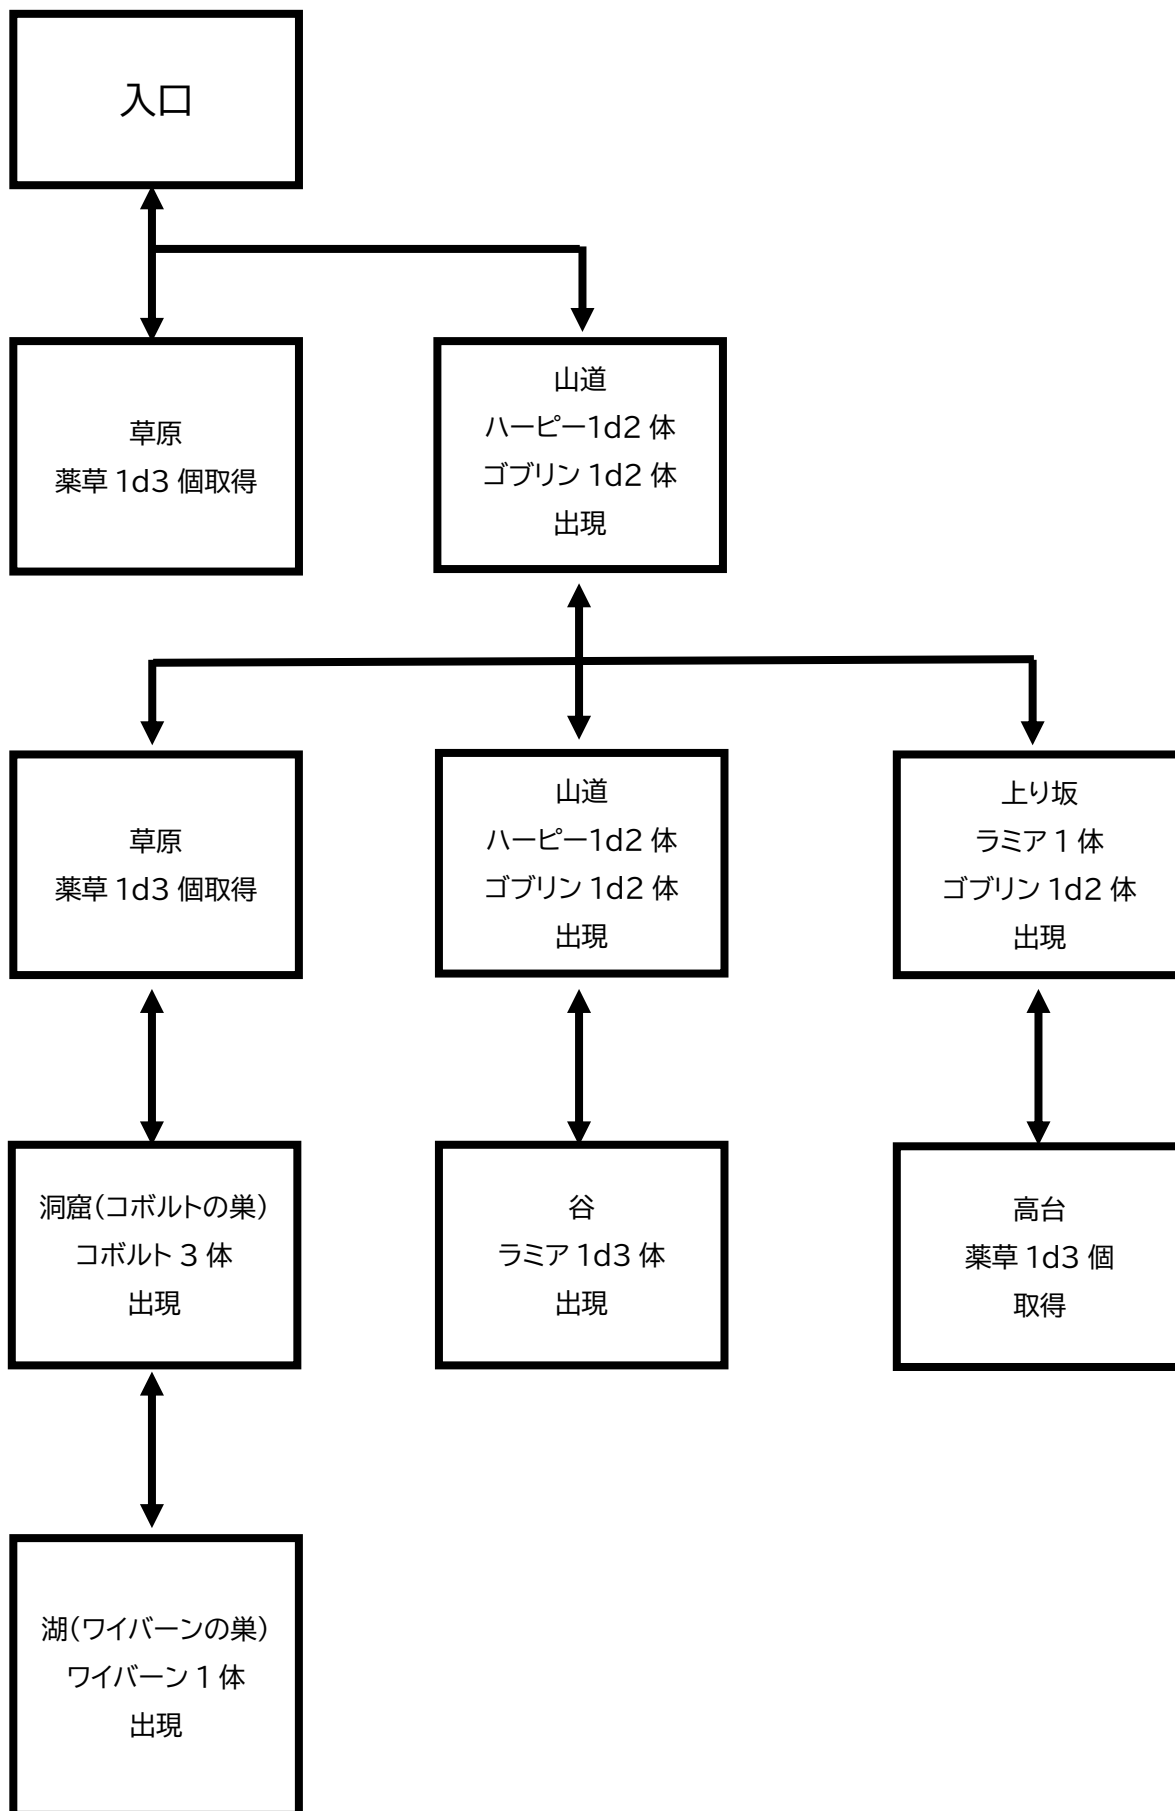 入口
草原
薬草 1d3 個取得
山道
ハーピー1d2 体
ゴブリン 1d2 体
出現
草原
薬草 1d3 個取得
山道
ハーピー1d2 体
ゴブリン 1d2 体
出現
上り坂
ラミア 1 体
ゴブリン 1d2 体
出現
洞窟(コボルトの巣)
コボルト 3 体
出現
谷
ラミア 1d3 体
出現
高台
薬草 1d3 個
取得
湖(ワイバーンの巣)
ワイバーン 1 体
出現